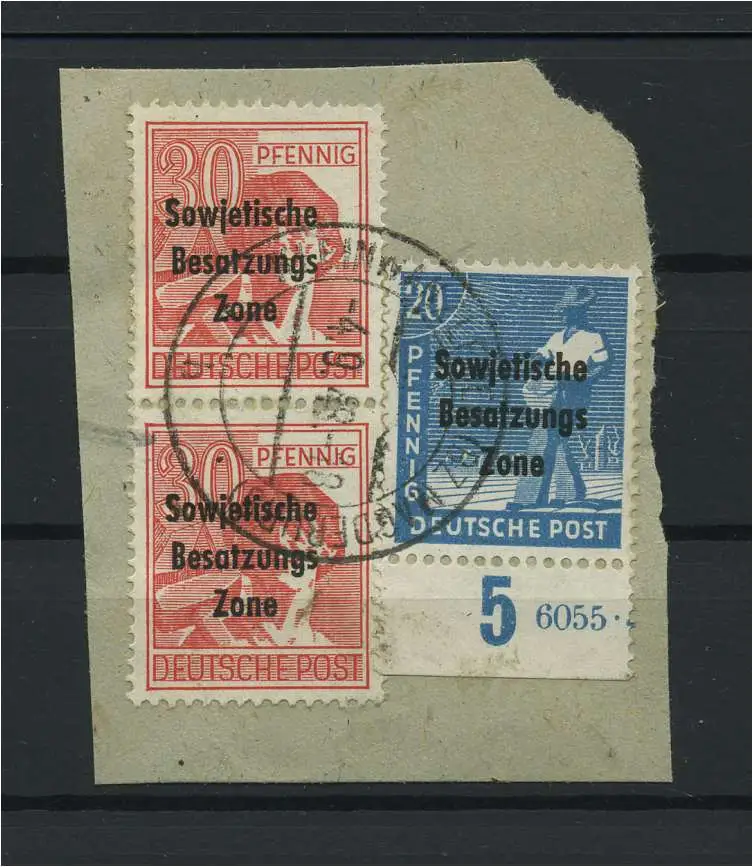 30 PFENNIG
Sowjetische
Besatzungs
Zone
DEUTSCHE POST
30 PFENNIG
Sowjetische
Besatzungs
Zone
DEUTSCHE POST
20
PFENNIG
Sowjetische
Besatzungs
Zone
DEUTSCHE POST
5 6055